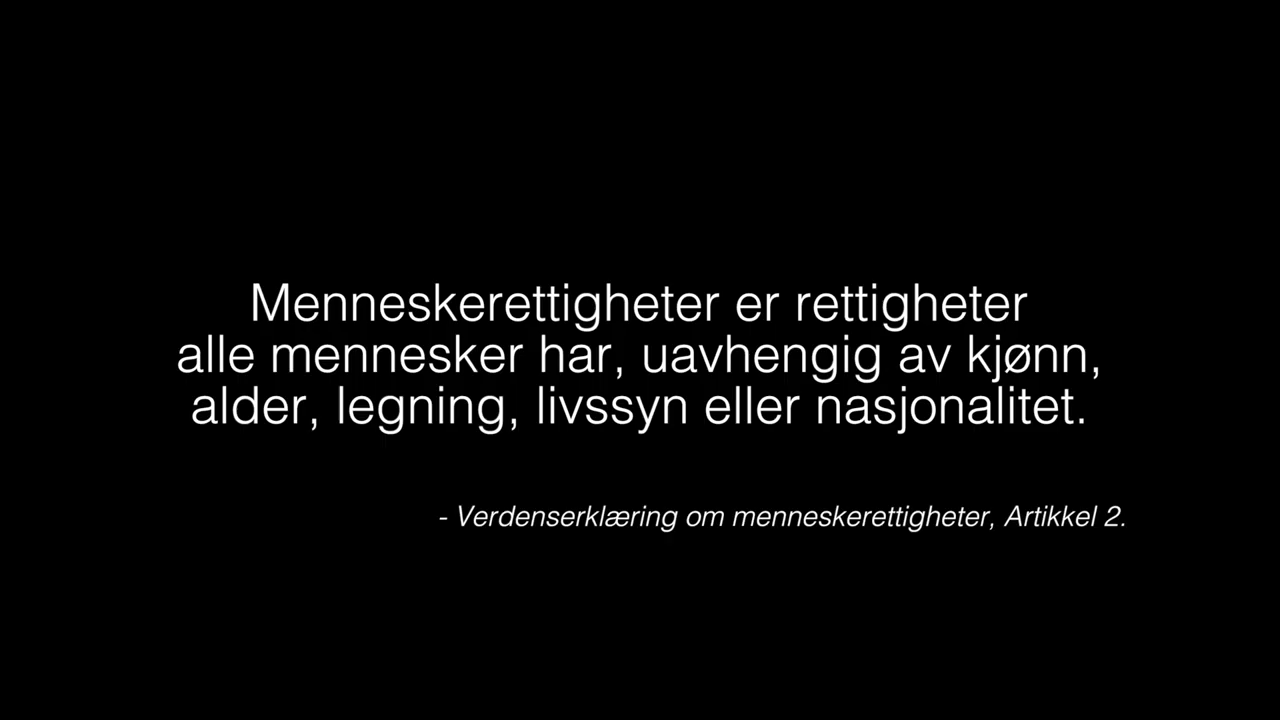 Menneskerettigheter er rettigheter
alle mennesker har, uavhengig av kjønn,
alder, legning, livssyn eller nasjonalitet.
- Verdenserklæring om menneskerettigheter, Artikkel 2.